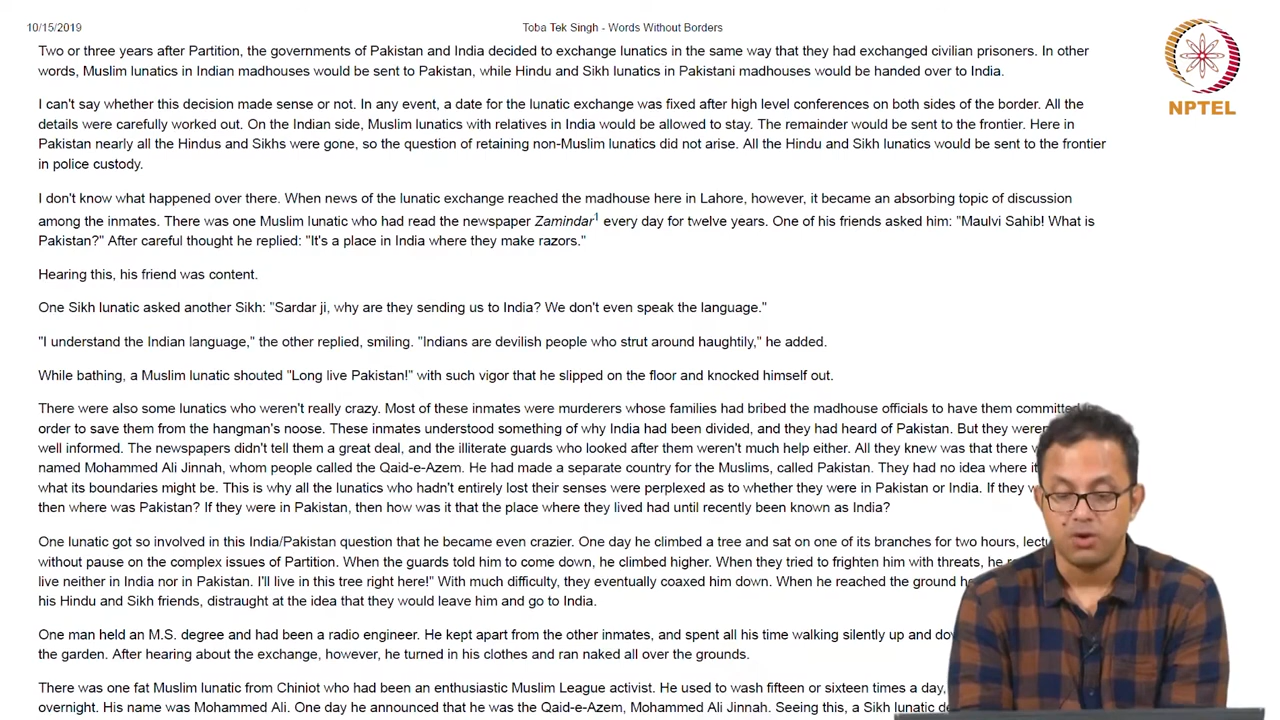 10/15/2019 Toba Tek Singh - Words Without Borders
NPTEL
Two or three years after Partition, the governments of Pakistan and India decided to exchange lunatics in the same way that they had exchanged civilian prisoners. In other
words, Muslim lunatics in Indian madhouses would be sent to Pakistan, while Hindu and Sikh lunatics in Pakistani madhouses would be handed over to India.
I can't say whether this decision made sense or not. In any event, a date for the lunatic exchange was fixed after high level conferences on both sides of the border. All the
details were carefully worked out. On the Indian side, Muslim lunatics with relatives in India would be allowed to stay. The remainder would be sent to the frontier. Here in
Pakistan nearly all the Hindus and Sikhs were gone, so the question of retaining non-Muslim lunatics did not arise. All the Hindu and Sikh lunatics would be sent to the frontier
in police custody.
I don't know what happened over there. When news of the lunatic exchange reached the madhouse here in Lahore, however, it became an absorbing topic of discussion
among the inmates. There was one Muslim lunatic who had read the newspaper Zamindar1 every day for twelve years. One of his friends asked him: "Maulvi Sahib! What is
Pakistan?" After careful thought he replied: "It's a place in India where they make razors."
Hearing this, his friend was content.
One Sikh lunatic asked another Sikh: "Sardar ji, why are they sending us to India? We don't even speak the language."
"I understand the Indian language," the other replied, smiling. "Indians are devilish people who strut around haughtily," he added.
While bathing, a Muslim lunatic shouted "Long live Pakistan!" with such vigor that he slipped on the floor and knocked himself out.
There were also some lunatics who weren't really crazy. Most of these inmates were murderers whose families had bribed the madhouse officials to have them committed
order to save them from the hangman's noose. These inmates understood something of why India had been divided, and they had heard of Pakistan. But they
well informed. The newspapers didn't tell them a great deal, and the illiterate guards who looked after them weren't much help either. All they knew was that there
named Mohammed Ali Jinnah, whom people called the Qaid-e-Azem. He had made a separate country for the Muslims, called Pakistan. They had no idea where
what its boundaries might be. This is why all the lunatics who hadn't entirely lost their senses were perplexed as to whether they were in Pakistan or India. If they
then where was Pakistan? If they were in Pakistan, then how was it that the place where they lived had until recently been known as India?
One lunatic got so involved in this India/Pakistan question that he became even crazier. One day he climbed a tree and sat on one of its branches for two hours,
without pause on the complex issues of Partition. When the guards told him to come down, he climbed higher. When they tried to frighten him with threats, he
live neither in India nor in Pakistan. I'll live in this tree right here!" With much difficulty, they eventually coaxed him down. When he reached the ground
his Hindu and Sikh friends, distraught at the idea that they would leave him and go to India.
One man held an M.S. degree and had been a radio engineer. He kept apart from the other inmates, and spent all his time walking silently up and
the garden. After hearing about the exchange, however, he turned in his clothes and ran naked all over the grounds.
There was one fat Muslim lunatic from Chiniot who had been an enthusiastic Muslim League activist. He used to wash fifteen or sixteen times a day,
overnight. His name was Mohammed Ali. One day he announced that he was the Qaid-e-Azem, Mohammed Ali Jinnah. Seeing this, a Sikh lunatic